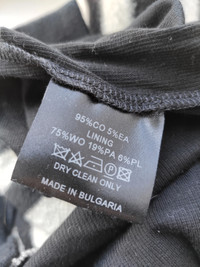 95%CO 5%EA
LINING
75%WO 19%PA 6%PL
DRY CLEAN ONLY
MADE IN BULGARIA